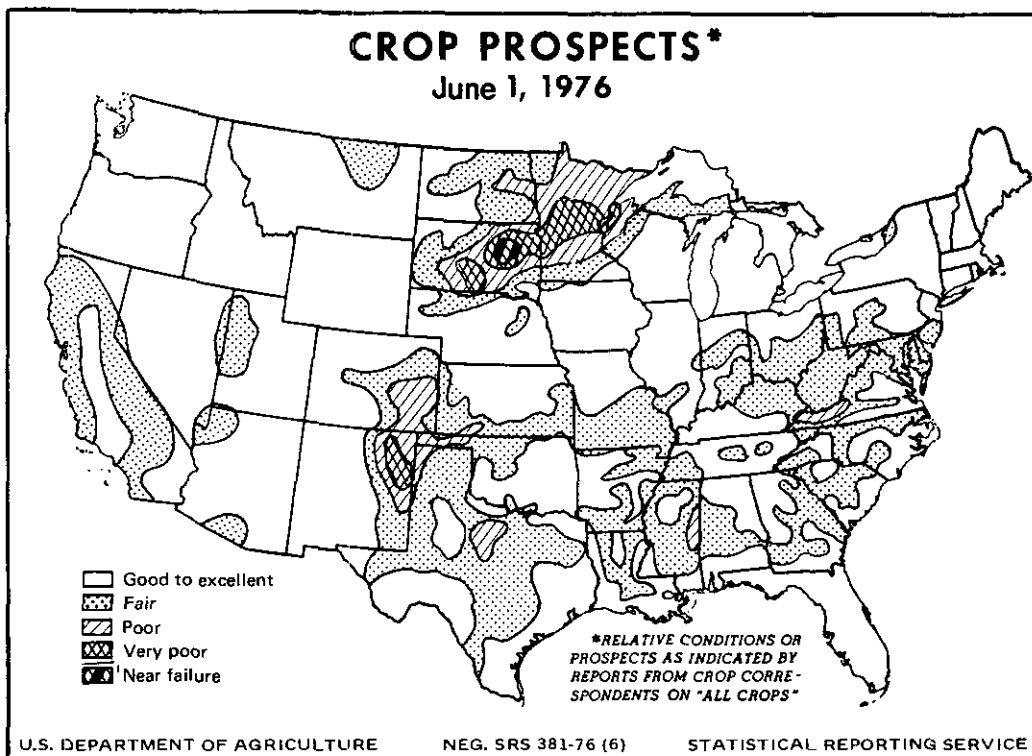 CROP PROSPECTS*
June 1, 1976
Good to excellent
Fair
Poor
Very poor
Near failure
*RELATIVE CONDITIONS OR
PROSPECTS AS INDICATED BY
REPORTS FROM CROP CORRE-
SPONDENTS ON "ALL CROPS"
U.S. DEPARTMENT OF AGRICULTURE NEG. SRS 381-76 (6) STATISTICAL REPORTING SERVICE